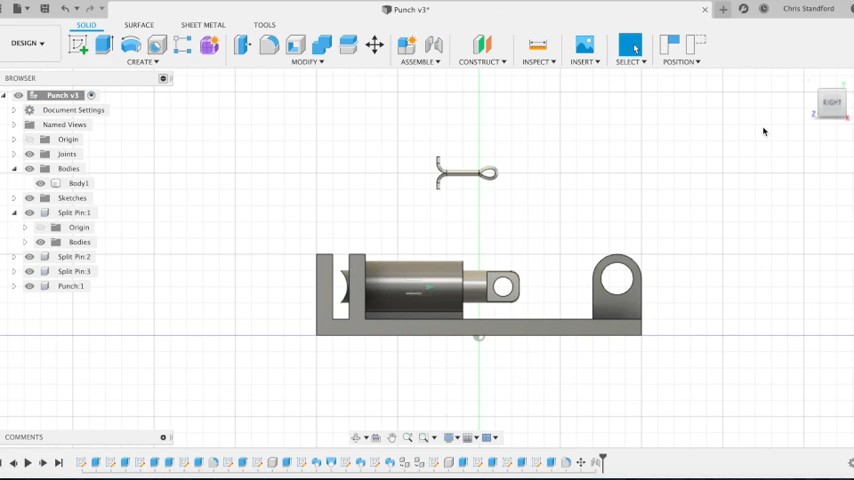 Punch v3*
Chris Standford
SOLID SURFACE SHEET METAL TOOLS
DESIGN
CREATE MODIFY ASSEMBLE CONSTRUCT INSPECT INSERT SELECT POSITION
BROWSER
Punch v3
Document Settings
Named Views
Origin
Joints
Bodies
Body1
Sketches
Split Pin:1
Origin
Bodies
Split Pin:2
Split Pin:3
Punch:1
RIGHT
Y
Z
X
COMMENTS